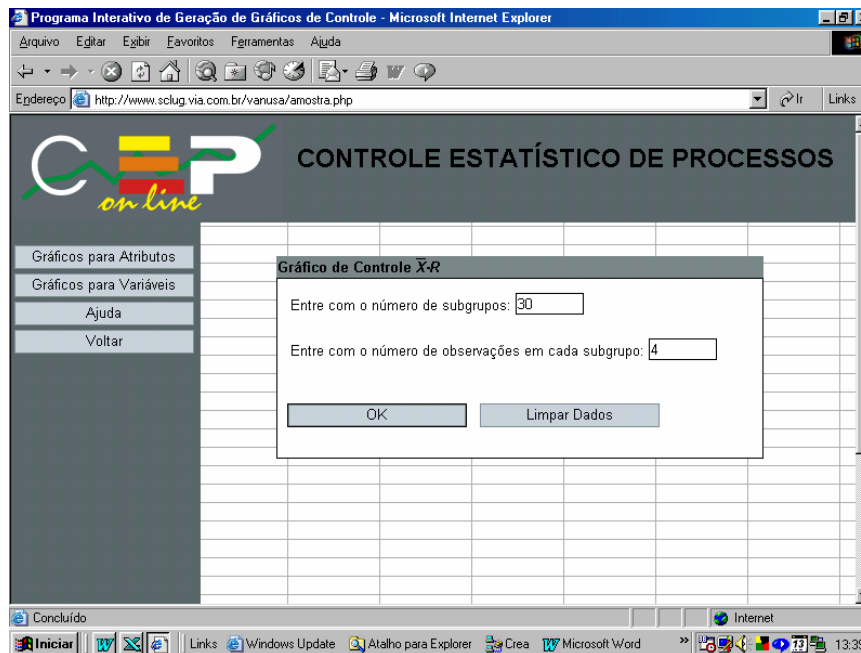 Programa Interativo de Geração de Gráficos de Controle - Microsoft Internet Explorer
Arquivo Editar Exibir Favoritos Ferramentas Ajuda
Endereço http://www.sclug.via.com.br/vanusa/amostra.php Ir Links
CEP
on line
CONTROLE ESTATÍSTICO DE PROCESSOS
Gráficos para Atributos
Gráficos para Variáveis
Ajuda
Voltar
Gráfico de Controle X̅-R
Entre com o número de subgrupos: 30
Entre com o número de observações em cada subgrupo: 4
OK Limpar Dados
Concluído Internet
Iniciar Links Windows Update Atalho para Explorer Crea Microsoft Word » 13 13:39